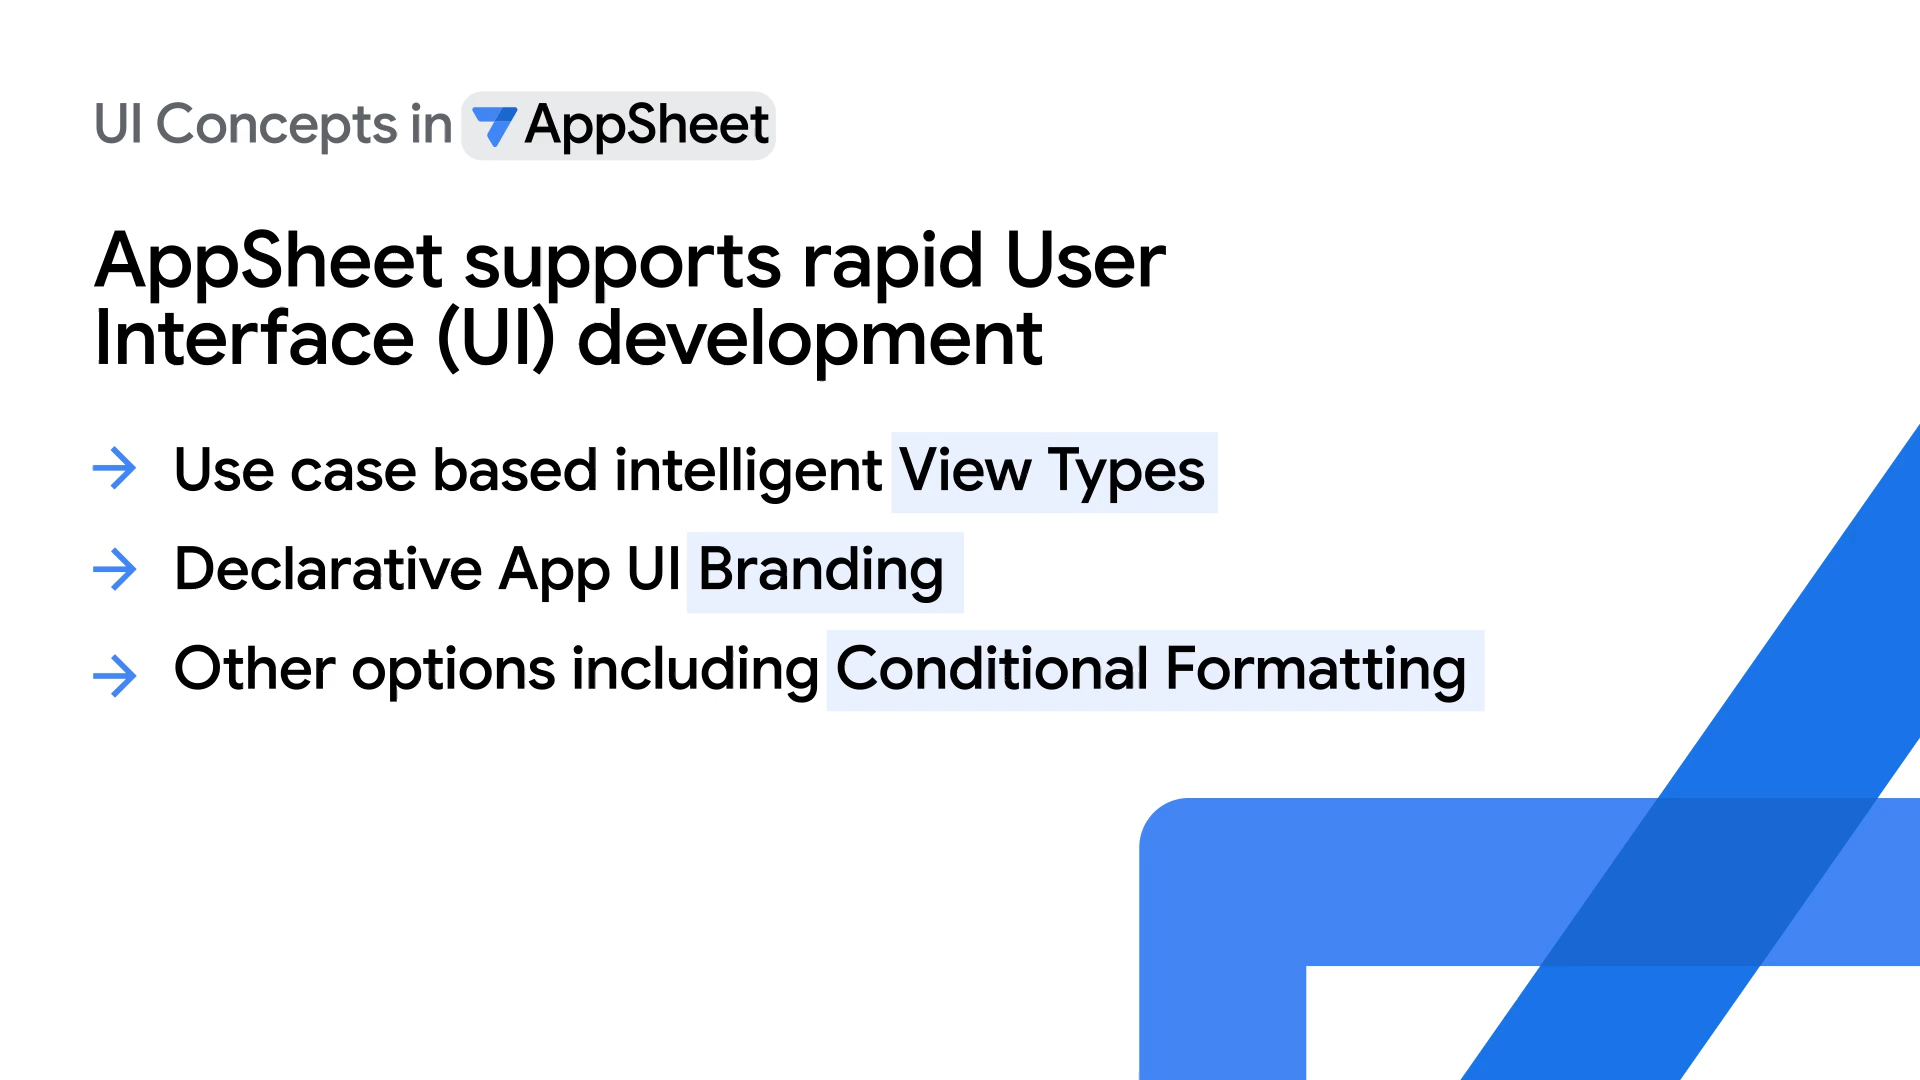 UI Concepts in AppSheet
AppSheet supports rapid User
Interface (UI) development
Use case based intelligent View Types
Declarative App UI Branding
Other options including Conditional Formatting